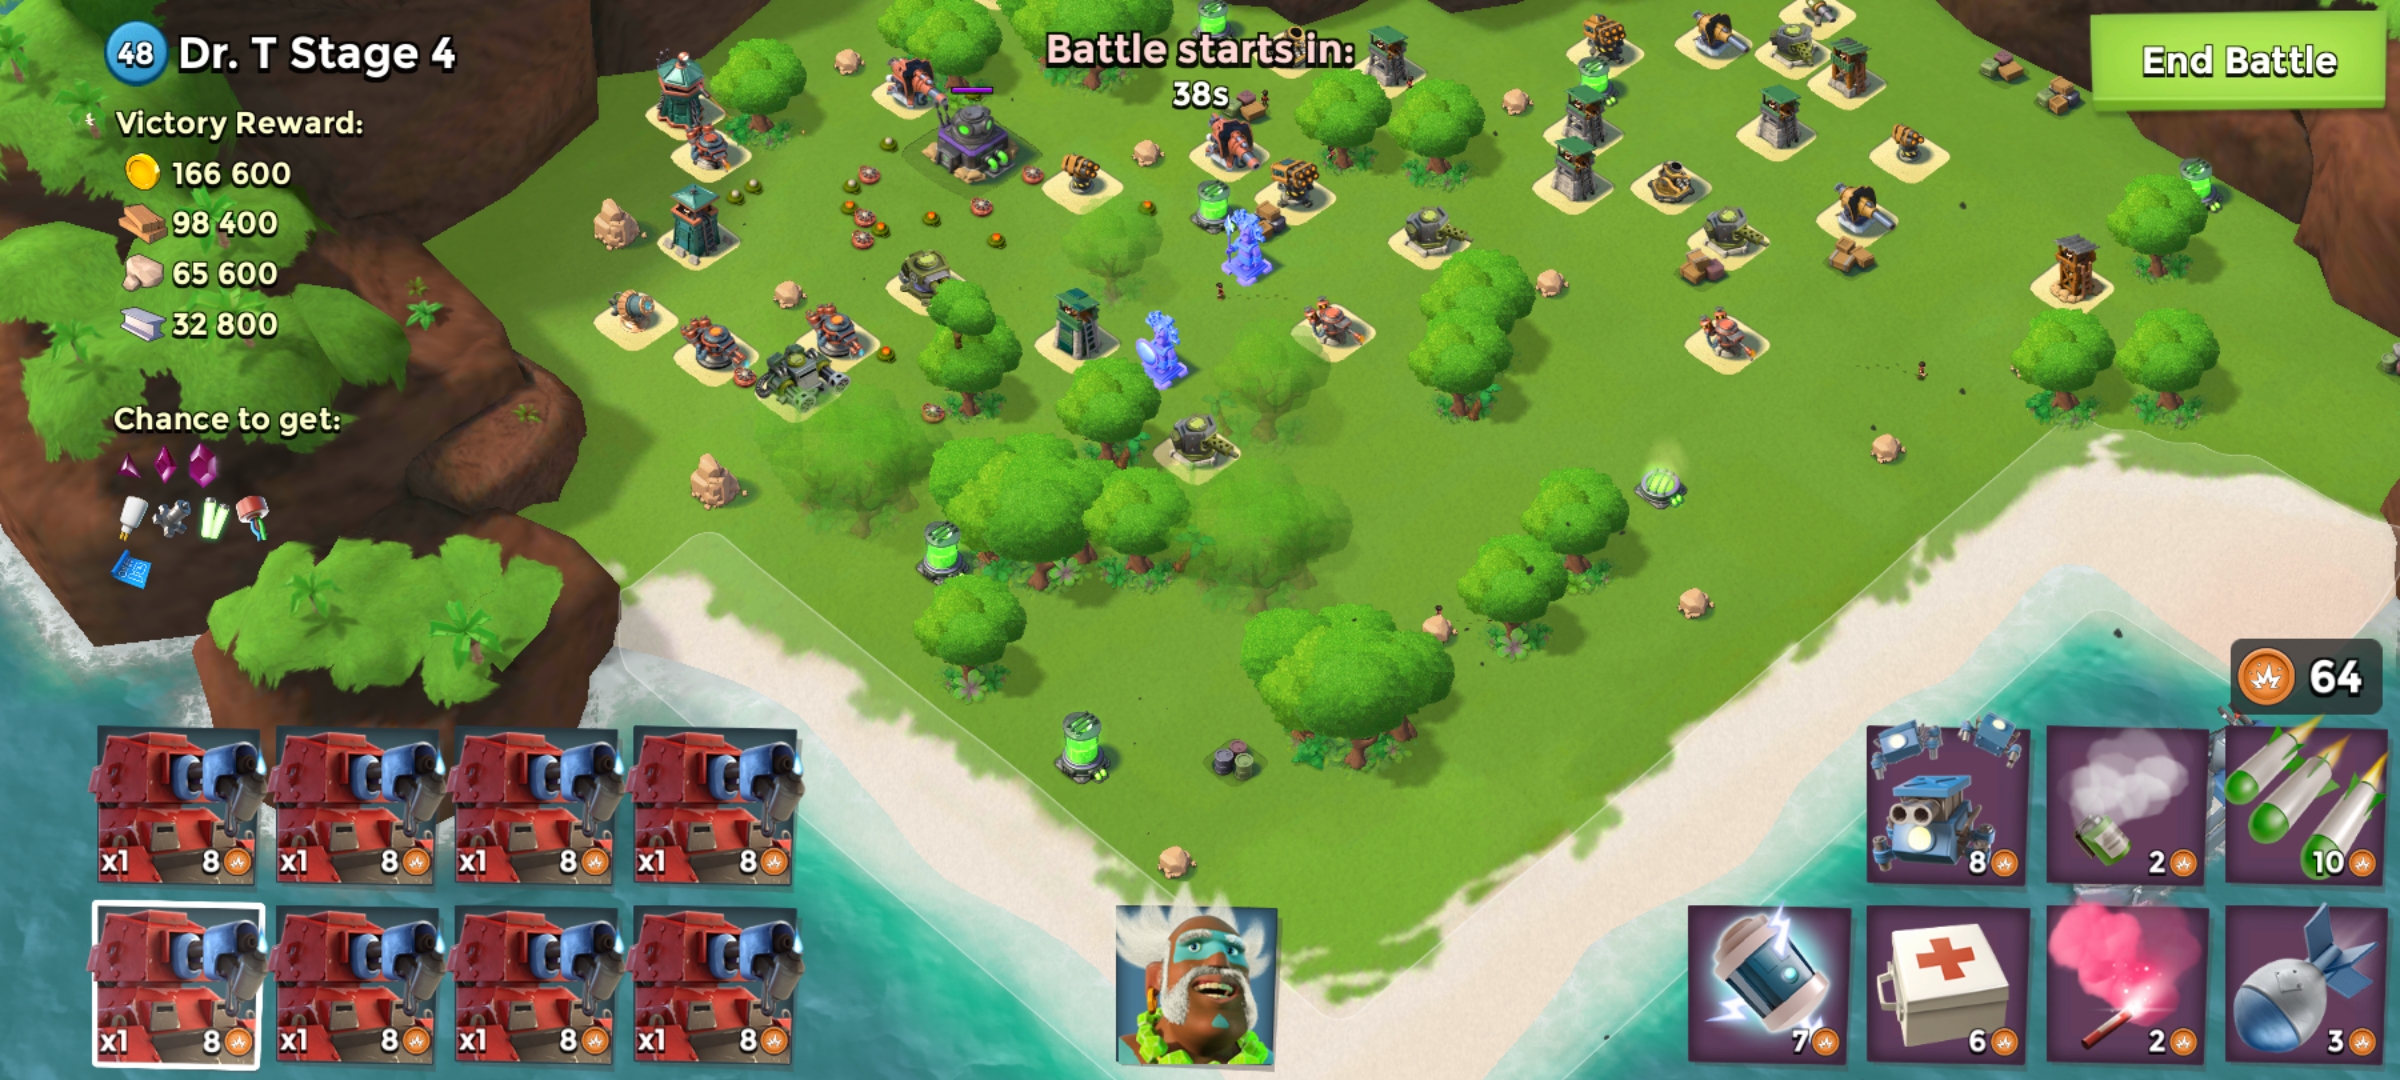 48 Dr. T Stage 4
Battle starts in:
38s
End Battle
Victory Reward:
166 600
98 400
65 600
32 800
Chance to get:
64
x1 8
x1 8
x1 8
x1 8
8
2
10
x1 8
x1 8
x1 8
x1 8
7
6
2
3